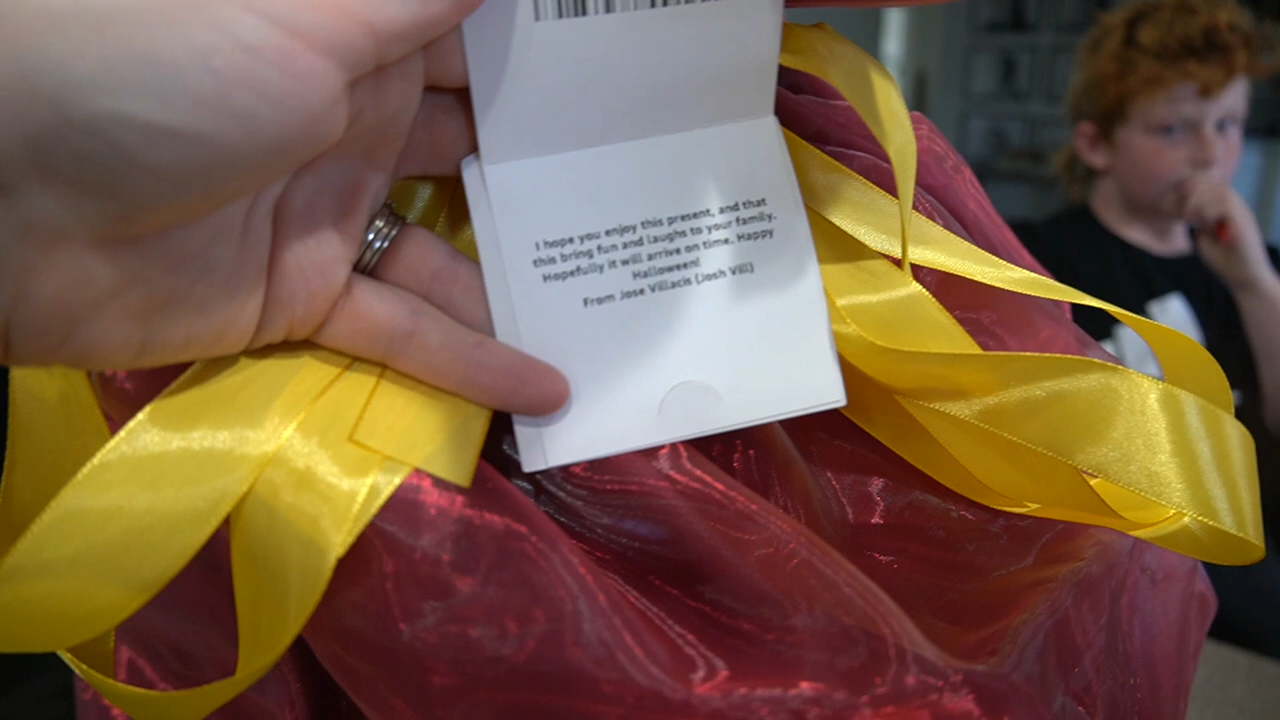 I hope you enjoy this present, and that
this bring fun and laughs to your family.
Hopefully it will arrive on time. Happy
Halloween!
From Jose Villacis (Josh Vill)